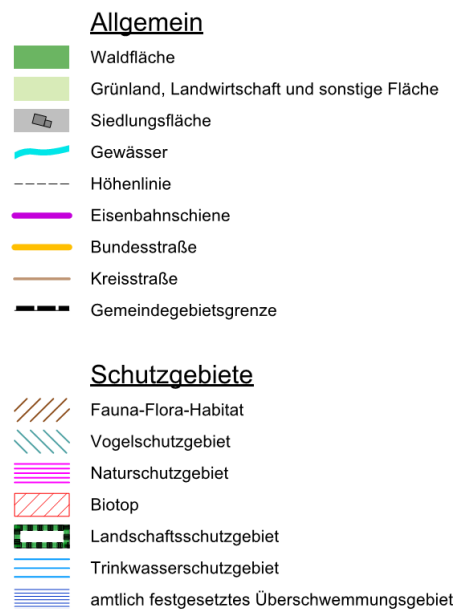 Allgemein
Waldfläche
Grünland, Landwirtschaft und sonstige Fläche
Siedlungsfläche
Gewässer
Höhenlinie
Eisenbahnschiene
Bundesstraße
Kreisstraße
Gemeindegebietsgrenze
Schutzgebiete
Fauna-Flora-Habitat
Vogelschutzgebiet
Naturschutzgebiet
Biotop
Landschaftsschutzgebiet
Trinkwasserschutzgebiet
amtlich festgesetztes Überschwemmungsgebiet